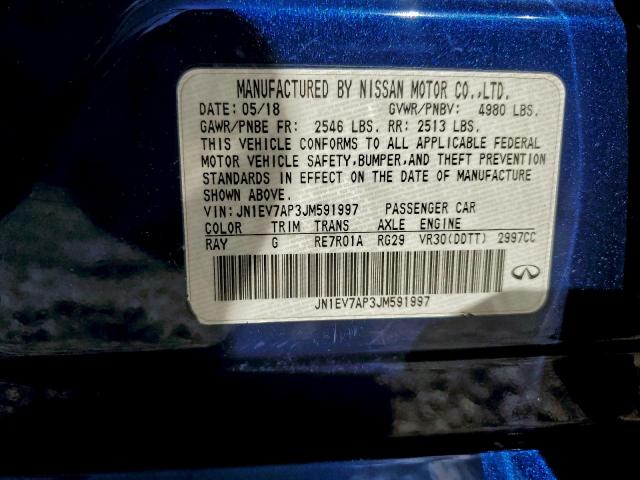 MANUFACTURED BY NISSAN MOTOR CO.,LTD.
DATE: 05/18 GVWR/PNBV: 4980 LBS.
GAWR/PNBE FR: 2546 LBS. RR: 2513 LBS.
THIS VEHICLE CONFORMS TO ALL APPLICABLE FEDERAL
MOTOR VEHICLE SAFETY,BUMPER,AND THEFT PREVENTION
STANDARDS IN EFFECT ON THE DATE OF MANUFACTURE
SHOWN ABOVE.
VIN:JN1EV7AP3JM591997 PASSENGER CAR
COLOR TRIM TRANS AXLE ENGINE
RAY G RE7R01A RG29 VR30(DDTT) 2997CC
JN1EV7AP3JM591997